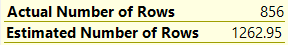 Actual Number of Rows 856
Estimated Number of Rows 1262.95